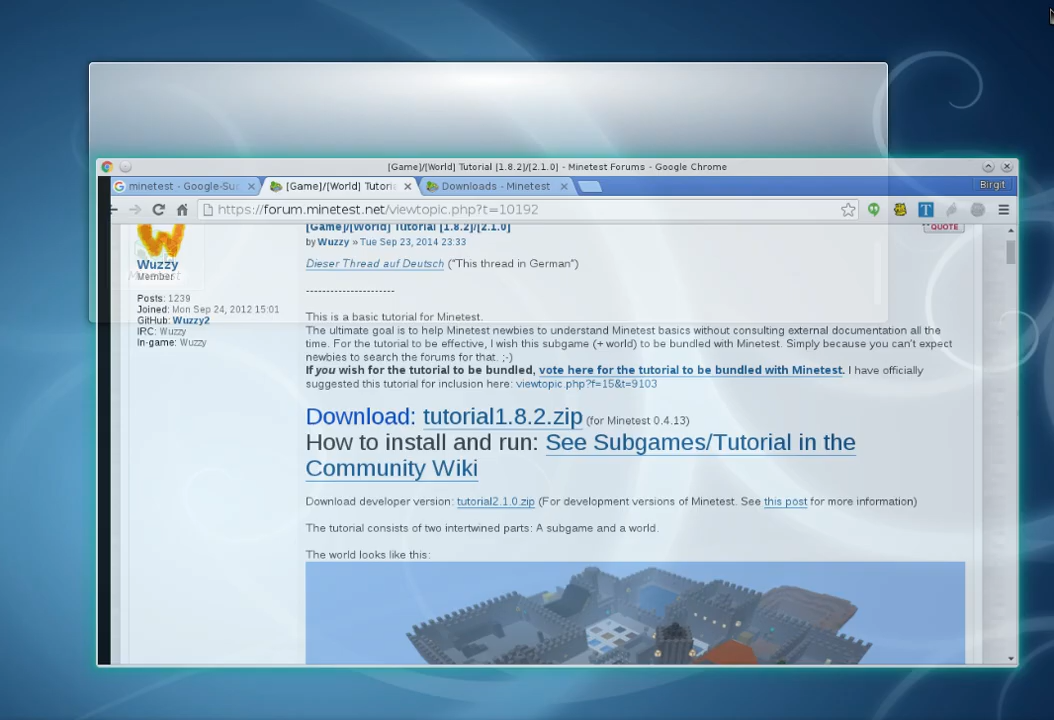 [Game]/[World] Tutorial [1.8.2]/[2.1.0] - Minetest Forums - Google Chrome
minetest - Google-Suc
[Game]/[World] Tutori
Downloads - Minetest
Birgit
https://forum.minetest.net/viewtopic.php?t=10192
[Game]/[World] Tutorial [1.8.2]/[2.1.0]
QUOTE
by Wuzzy » Tue Sep 23, 2014 23:33
Wuzzy
Member
Dieser Thread auf Deutsch ("This thread in German")
----------------------
Posts: 1239
Joined: Mon Sep 24, 2012 15:01
GitHub: Wuzzy2
IRC: Wuzzy
In-game: Wuzzy
This is a basic tutorial for Minetest.
The ultimate goal is to help Minetest newbies to understand Minetest basics without consulting external documentation all the
time. For the tutorial to be effective, I wish this subgame (+ world) to be bundled with Minetest. Simply because you can't expect
newbies to search the forums for that. ;-)
If you wish for the tutorial to be bundled, vote here for the tutorial to be bundled with Minetest. I have officially
suggested this tutorial for inclusion here: viewtopic.php?f=15&t=9103
Download: tutorial1.8.2.zip (for Minetest 0.4.13)
How to install and run: See Subgames/Tutorial in the
Community Wiki
Download developer version: tutorial2.1.0.zip (For development versions of Minetest. See this post for more information)
The tutorial consists of two intertwined parts: A subgame and a world.
The world looks like this: